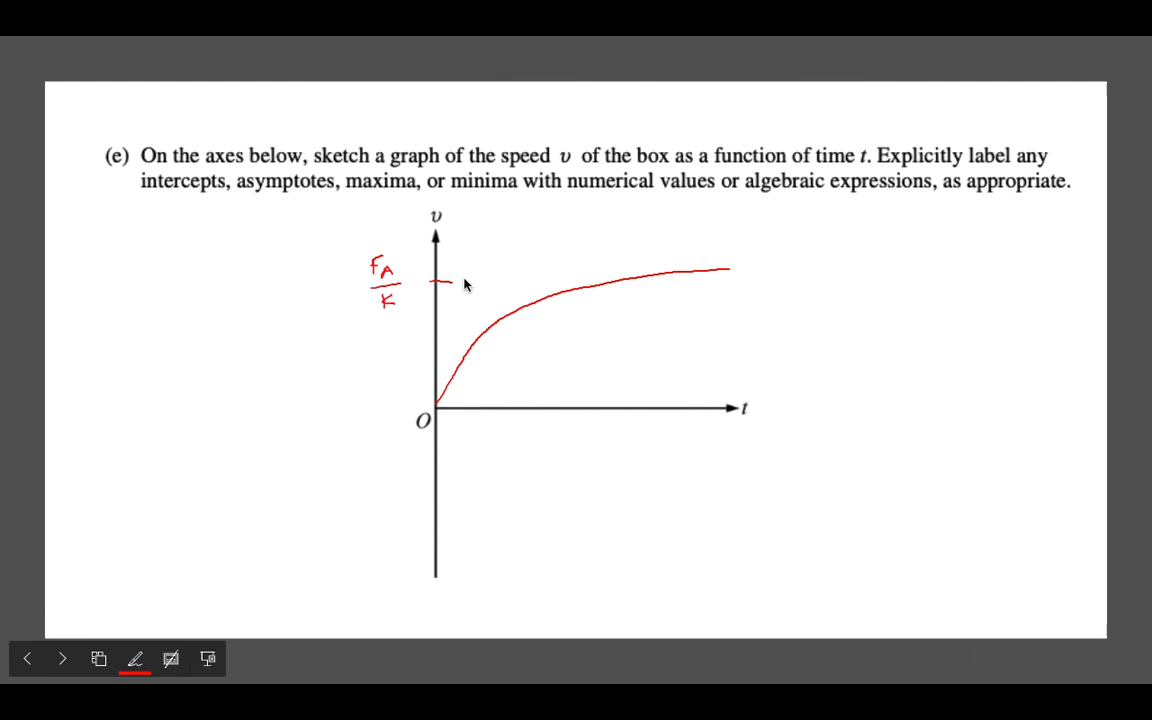 (e) On the axes below, sketch a graph of the speed υ of the box as a function of time t. Explicitly label any
intercepts, asymptotes, maxima, or minima with numerical values or algebraic expressions, as appropriate.
υ
FA
K
O
t